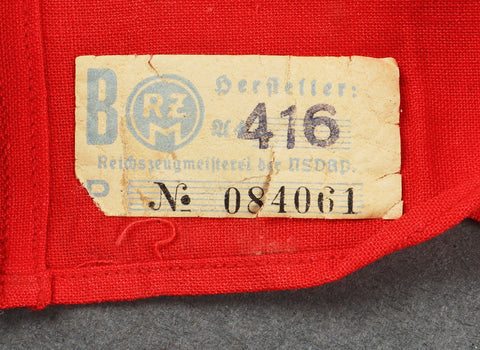 B RZM Hersteller:
A 416
Reichszeugmeisterei der NSDAP.
№ 084061